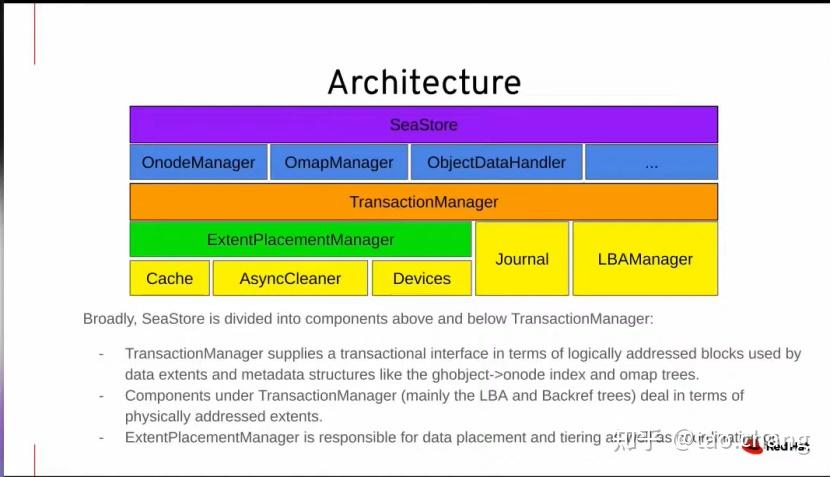 Architecture
SeaStore
OnodeManager OmapManager ObjectDataHandler ...
TransactionManager
ExtentPlacementManager
Journal LBAManager
Cache AsyncCleaner Devices
Broadly, SeaStore is divided into components above and below TransactionManager:
- TransactionManager supplies a transactional interface in terms of logically addressed blocks used by
data extents and metadata structures like the ghobject->onode index and omap trees.
- Components under TransactionManager (mainly the LBA and Backref trees) deal in terms of
physically addressed extents.
- ExtentPlacementManager is responsible for data placement and tiering as well as
知乎 @tao.chang
Red Hat